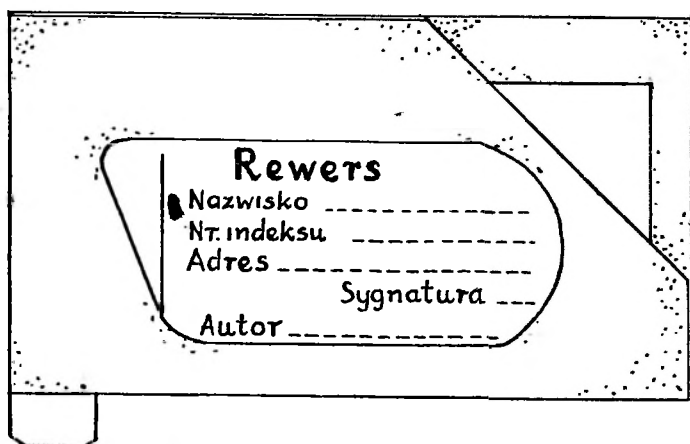 Rewers
Nazwisko
Nr. indeksu
Adres
Sygnatura
Autor